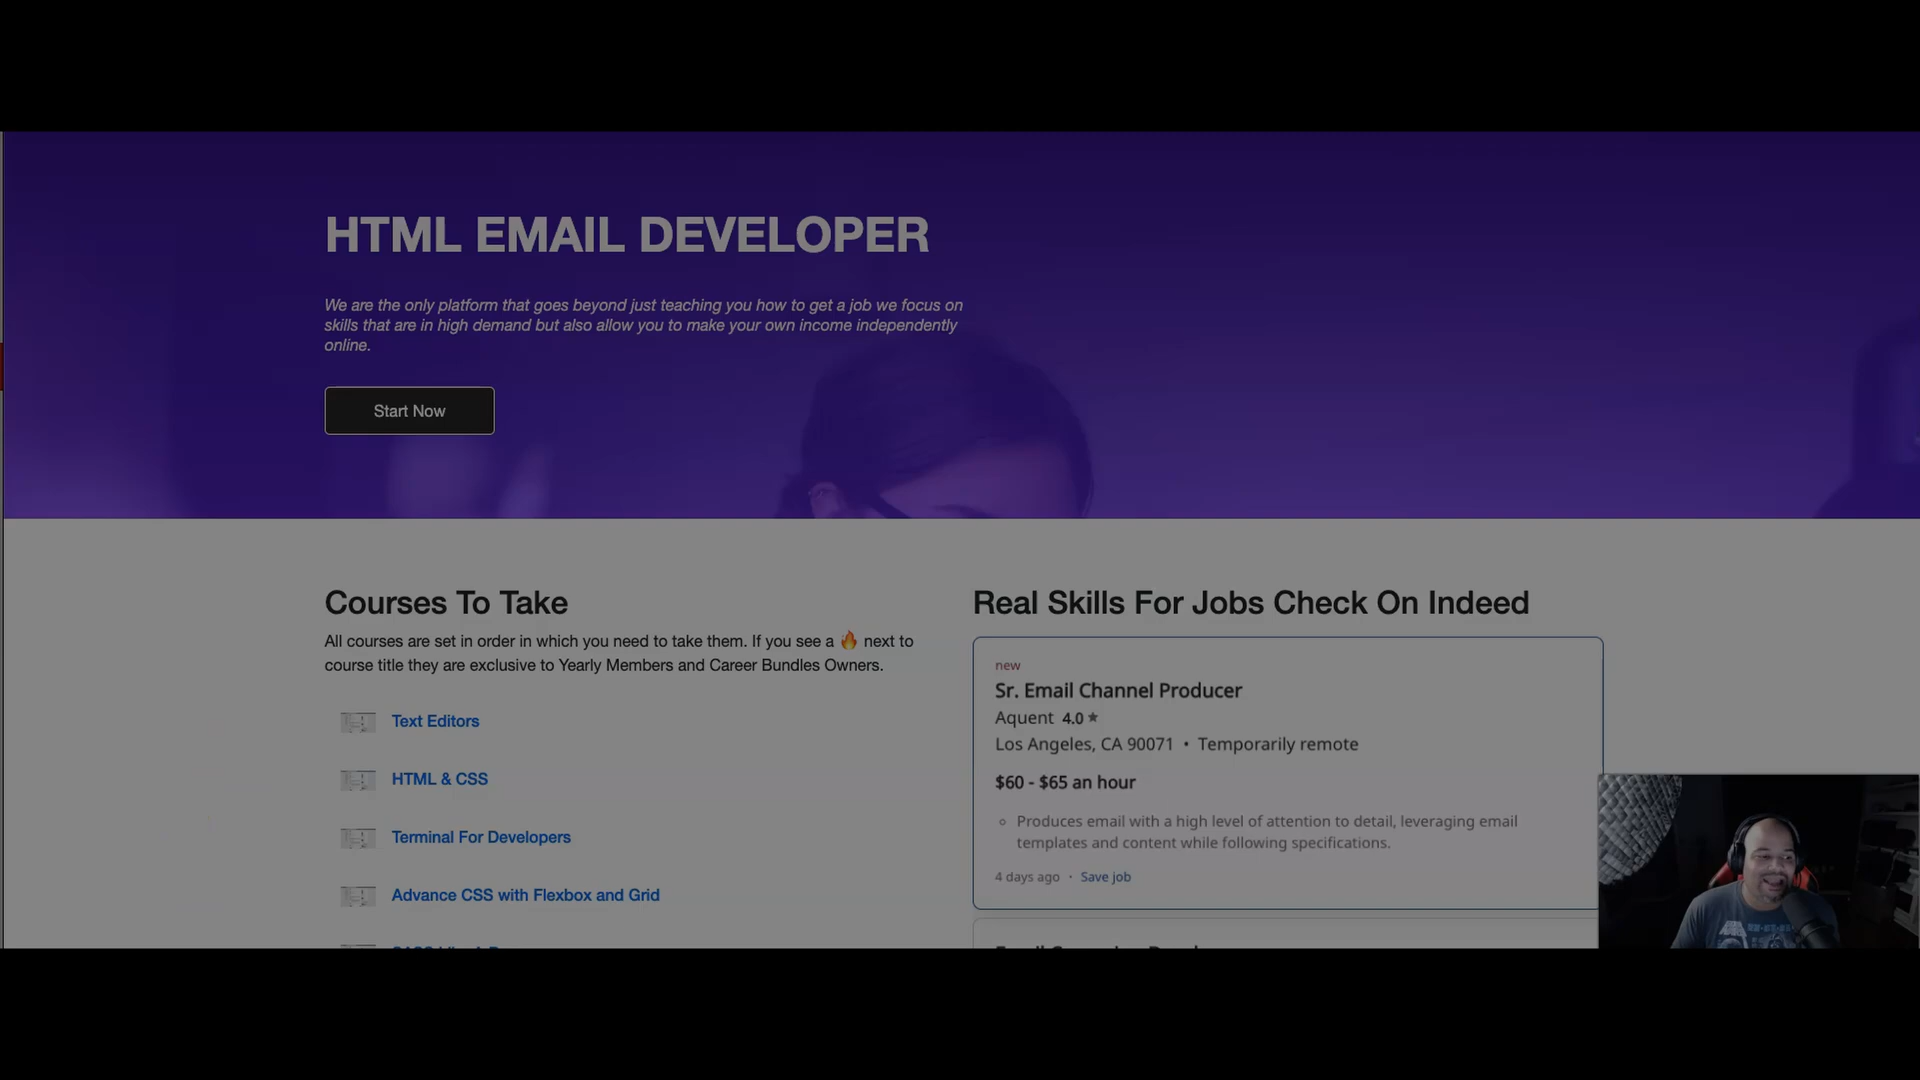 HTML EMAIL DEVELOPER
We are the only platform that goes beyond just teaching you how to get a job we focus on
skills that are in high demand but also allow you to make your own income independently
online.
Start Now
Courses To Take
All courses are set in order in which you need to take them. If you see a 🔥 next to
course title they are exclusive to Yearly Members and Career Bundles Owners.
Text Editors
HTML & CSS
Terminal For Developers
Advance CSS with Flexbox and Grid
Real Skills For Jobs Check On Indeed
new
Sr. Email Channel Producer
Aquent 4.0 ★
Los Angeles, CA 90071 • Temporarily remote
$60 - $65 an hour
Produces email with a high level of attention to detail, leveraging email
templates and content while following specifications.
4 days ago · Save job